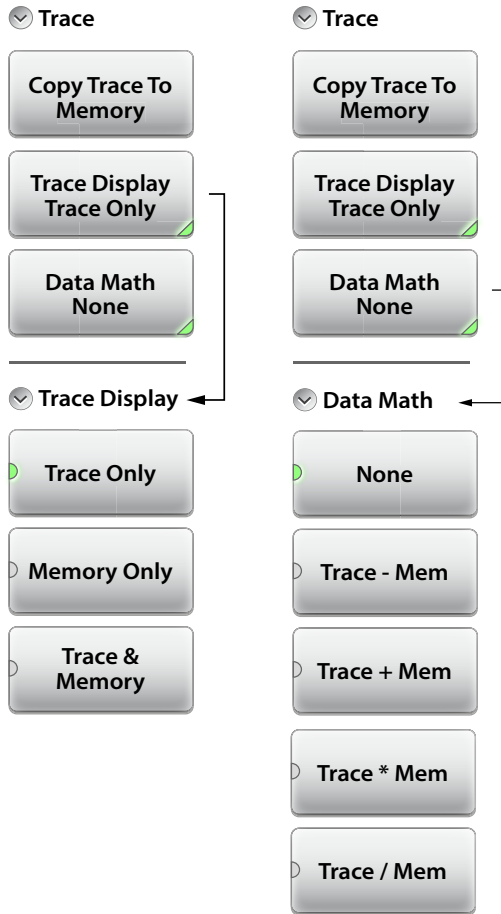 Trace
Copy Trace To
Memory
Trace Display
Trace Only
Data Math
None
Trace Display
Trace Only
Memory Only
Trace &
Memory
Trace
Copy Trace To
Memory
Trace Display
Trace Only
Data Math
None
Data Math
None
Trace - Mem
Trace + Mem
Trace * Mem
Trace / Mem